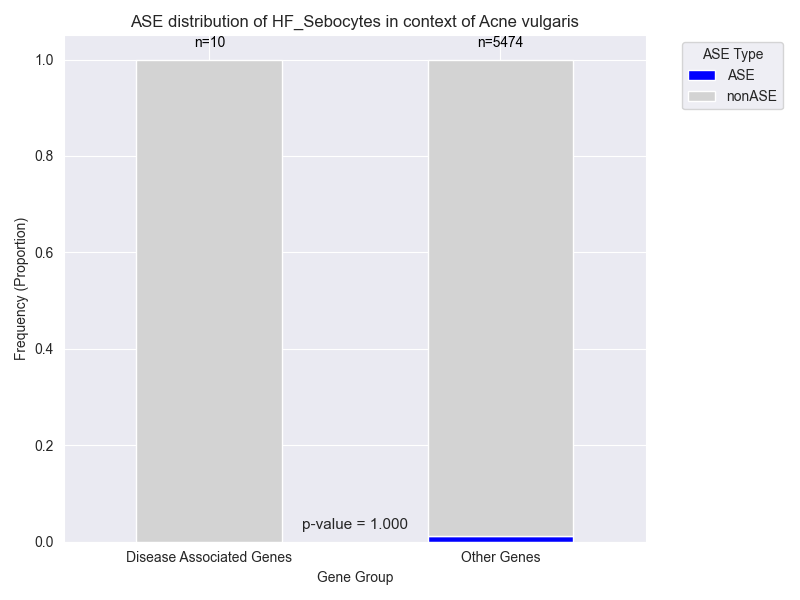 ASE distribution of HF_Sebocytes in context of Acne vulgaris
n=10
n=5474
ASE Type
ASE
nonASE
1.0
0.8
0.6
0.4
0.2
0.0
Frequency (Proportion)
p-value = 1.000
Disease Associated Genes
Other Genes
Gene Group